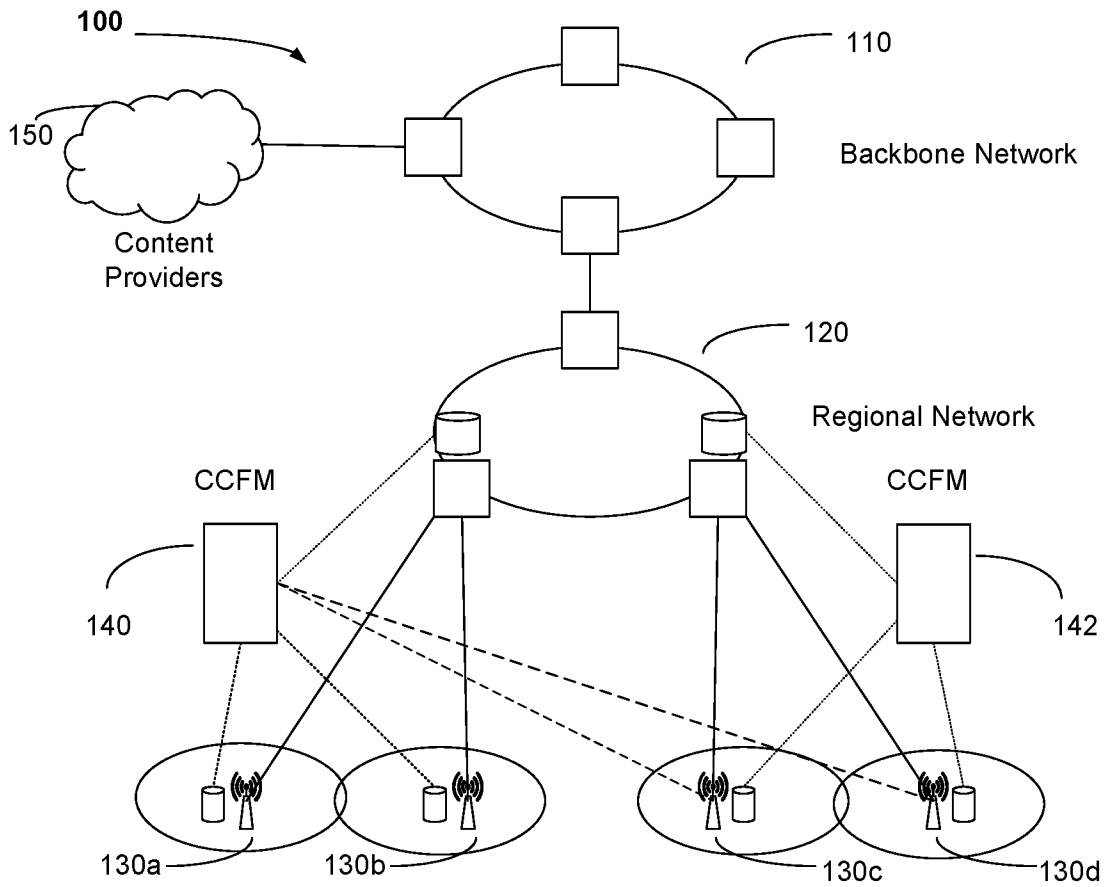 100
110
150
Backbone Network
Content
Providers
120
Regional Network
CCFM
CCFM
140
142
130a
130b
130c
130d